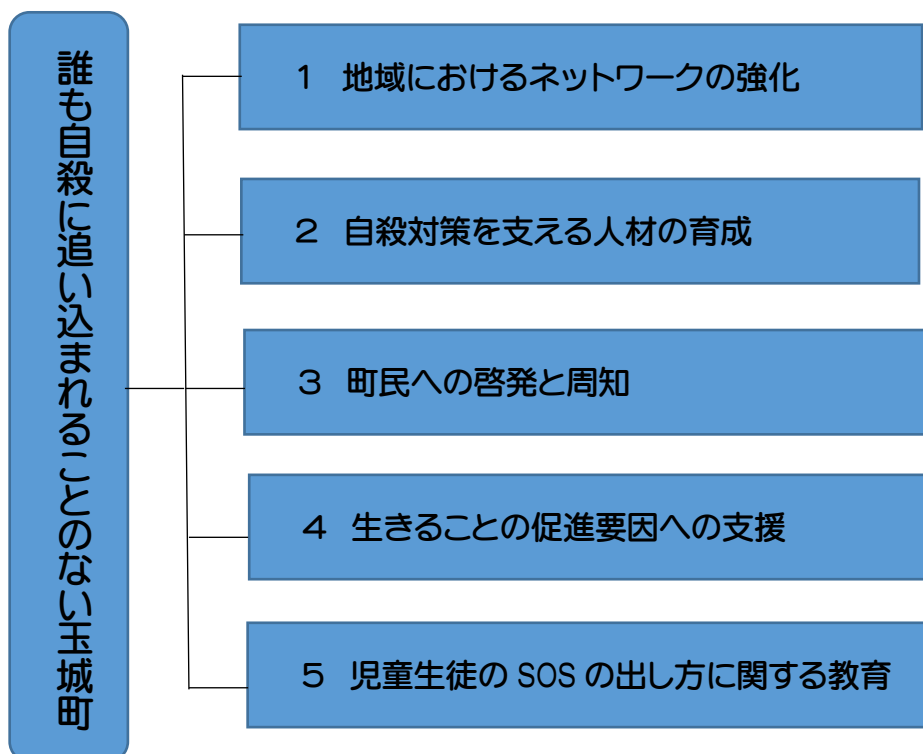 誰も自殺に追い込まれることのない玉城町
1 地域におけるネットワークの強化
2 自殺対策を支える人材の育成
3 町民への啓発と周知
4 生きることの促進要因への支援
5 児童生徒の SOS の出し方に関する教育